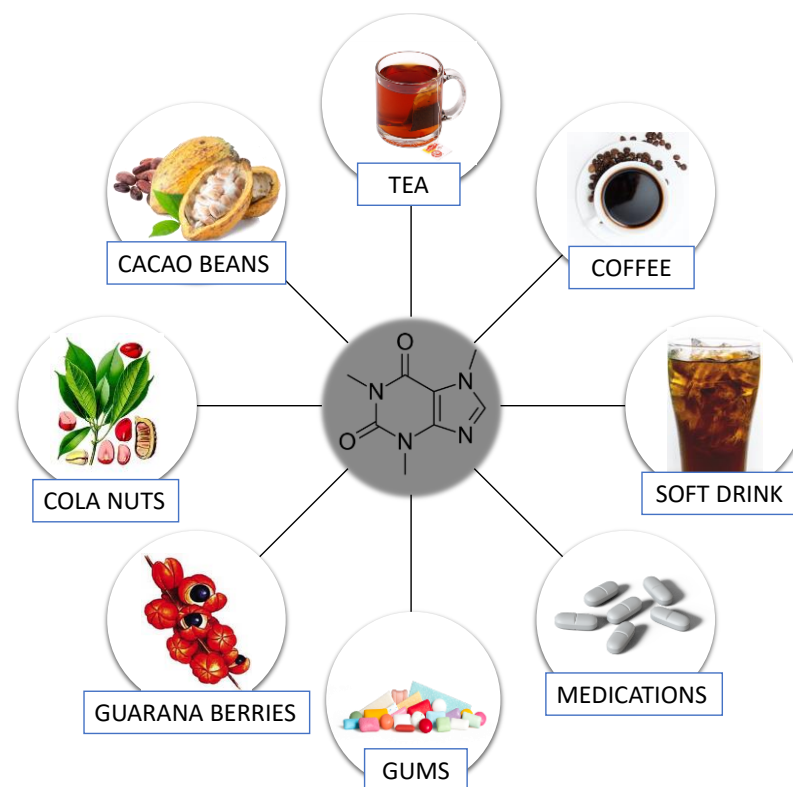 TEA
CACAO BEANS
COFFEE
O
N
N
O
N
N
COLA NUTS
SOFT DRINK
GUARANA BERRIES
MEDICATIONS
GUMS